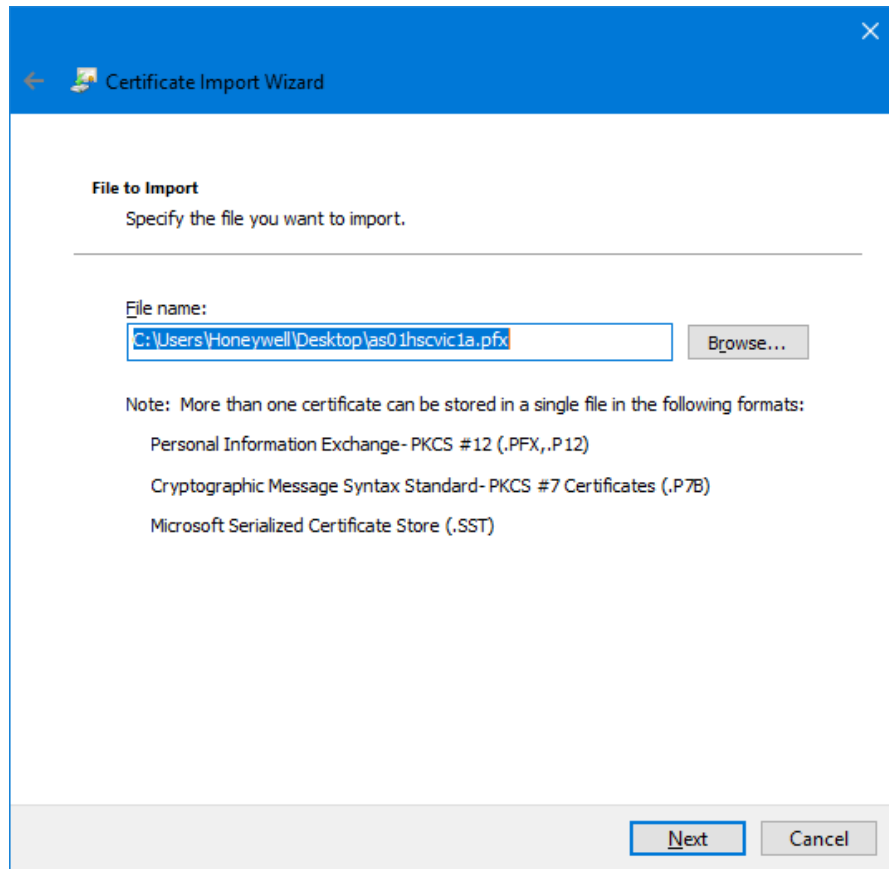 Certificate Import Wizard
File to Import
Specify the file you want to import.
File name:
C:\Users\Honeywell\Desktop\as01hscvic1a.pfx
Browse...
Note: More than one certificate can be stored in a single file in the following formats:
Personal Information Exchange- PKCS #12 (.PFX,.P12)
Cryptographic Message Syntax Standard- PKCS #7 Certificates (.P7B)
Microsoft Serialized Certificate Store (.SST)
Next
Cancel